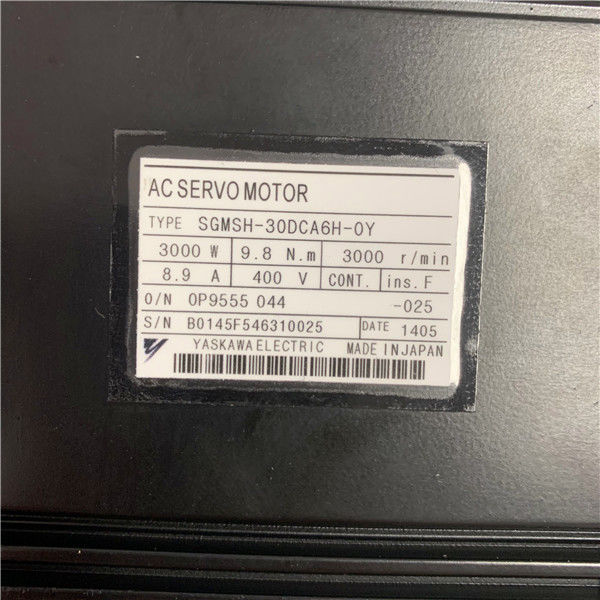 AC SERVO MOTOR
TYPE SGMSH-30DCA6H-OY
3000 W 9.8 N.m 3000 r/min
8.9 A 400 V CONT. ins.F
O/N OP9555 044 -025
S/N B0145F546310025 DATE 1405
YASKAWA ELECTRIC MADE IN JAPAN